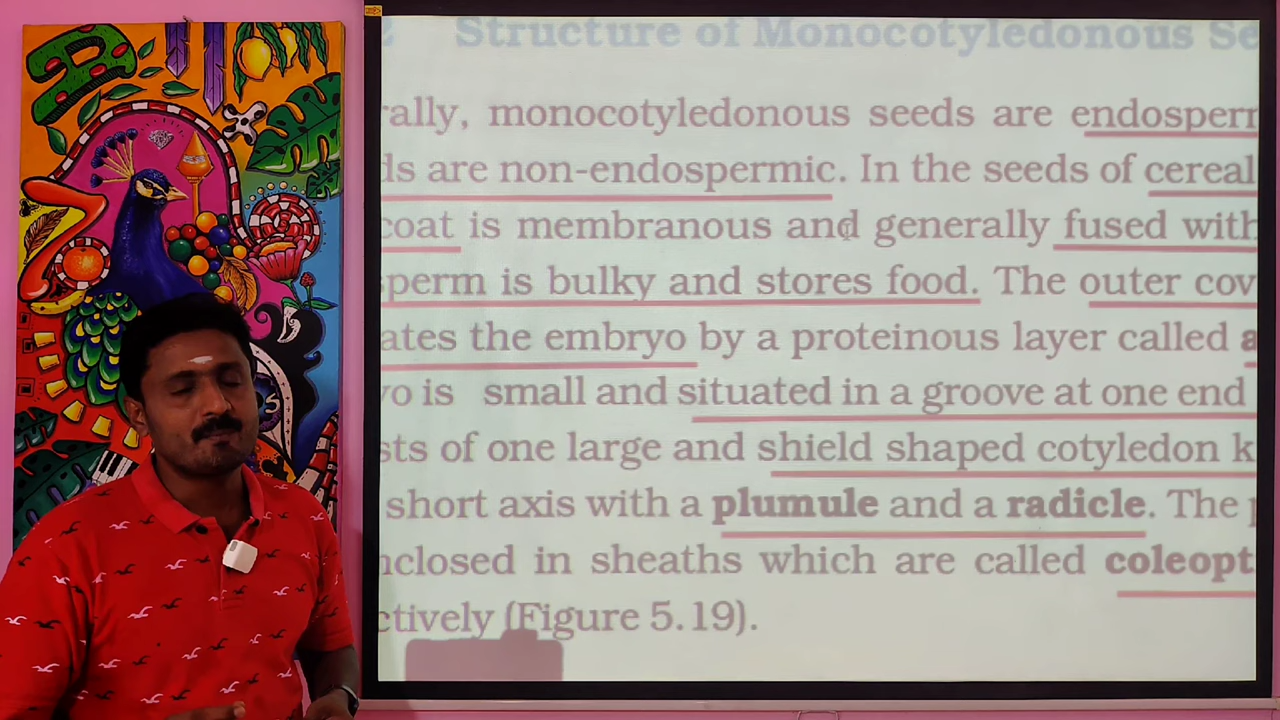 2 Structure of Monocotyledonous Se
rally, monocotyledonous seeds are endosper
ds are non-endospermic. In the seeds of cereal
coat is membranous and generally fused with
sperm is bulky and stores food. The outer cov
ates the embryo by a proteinous layer called a
yo is small and situated in a groove at one end
sts of one large and shield shaped cotyledon k
short axis with a plumule and a radicle. The p
nclosed in sheaths which are called coleopt
ctively (Figure 5.19).